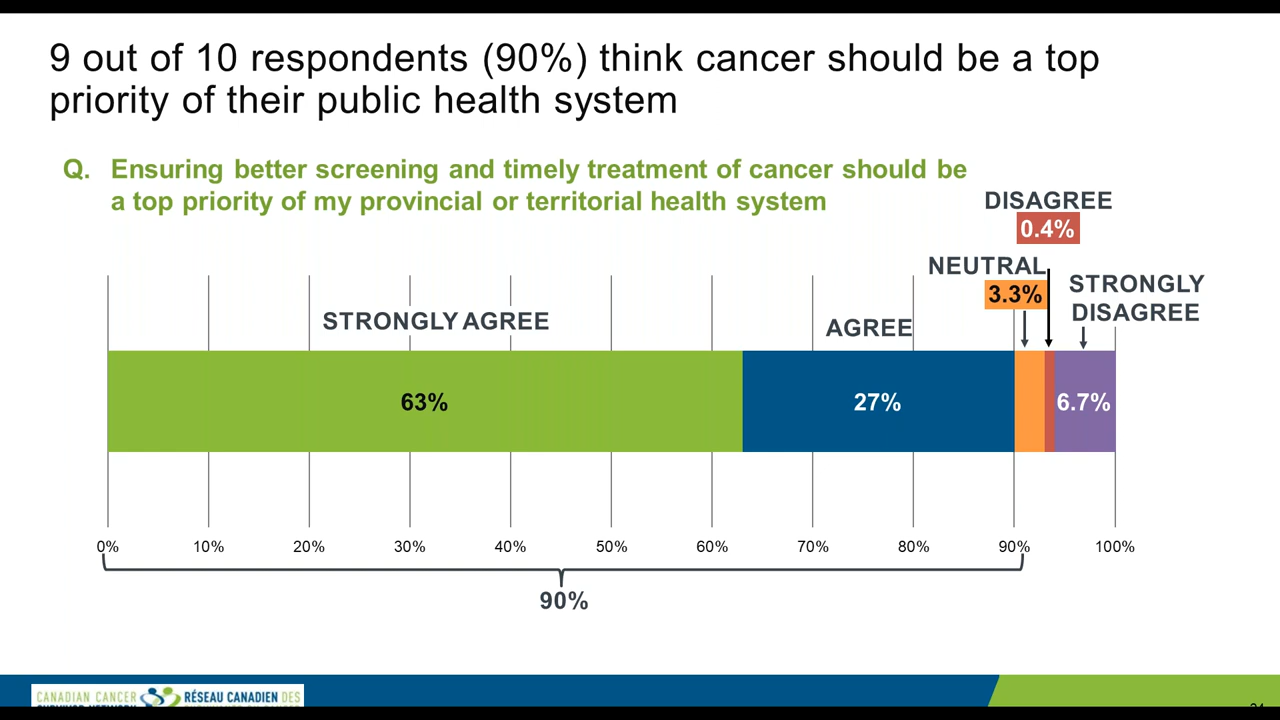 9 out of 10 respondents (90%) think cancer should be a top
priority of their public health system
Q. Ensuring better screening and timely treatment of cancer should be
a top priority of my provincial or territorial health system
DISAGREE
0.4%
NEUTRAL
3.3%
STRONGLY
DISAGREE
STRONGLY AGREE
AGREE
63%
27%
6.7%
0%
10%
20%
30%
40%
50%
60%
70%
80%
90%
100%
90%
CANADIAN CANCER
RÉSEAU CANADIEN DES